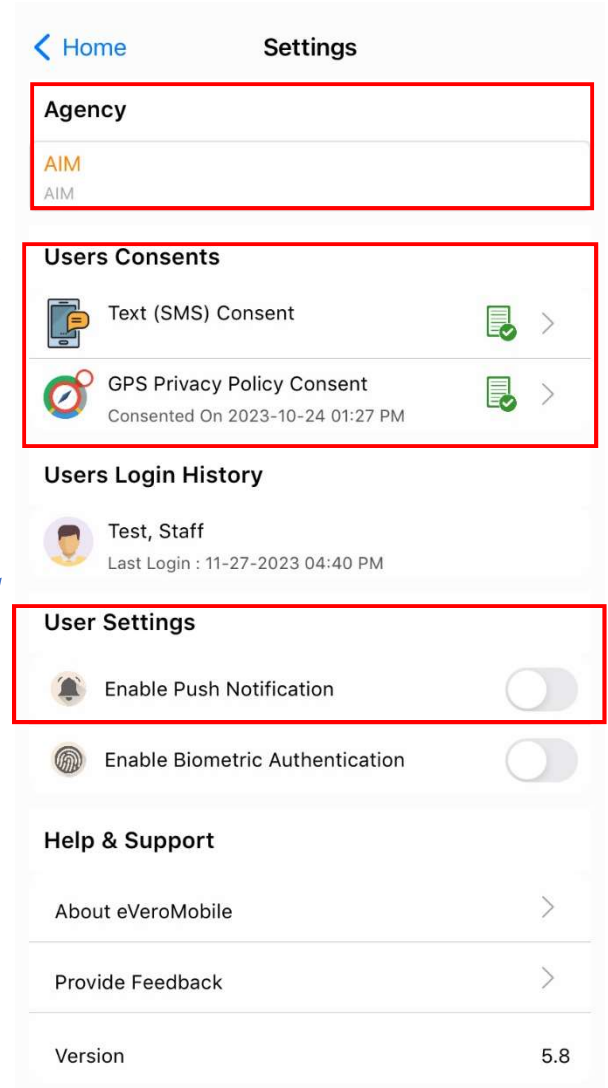 Home
Settings
Agency
AIM
AIM
Users Consents
Text (SMS) Consent
GPS Privacy Policy Consent
Consented On 2023-10-24 01:27 PM
Users Login History
Test, Staff
Last Login : 11-27-2023 04:40 PM
User Settings
Enable Push Notification
Enable Biometric Authentication
Help & Support
About eVeroMobile
Provide Feedback
Version 5.8